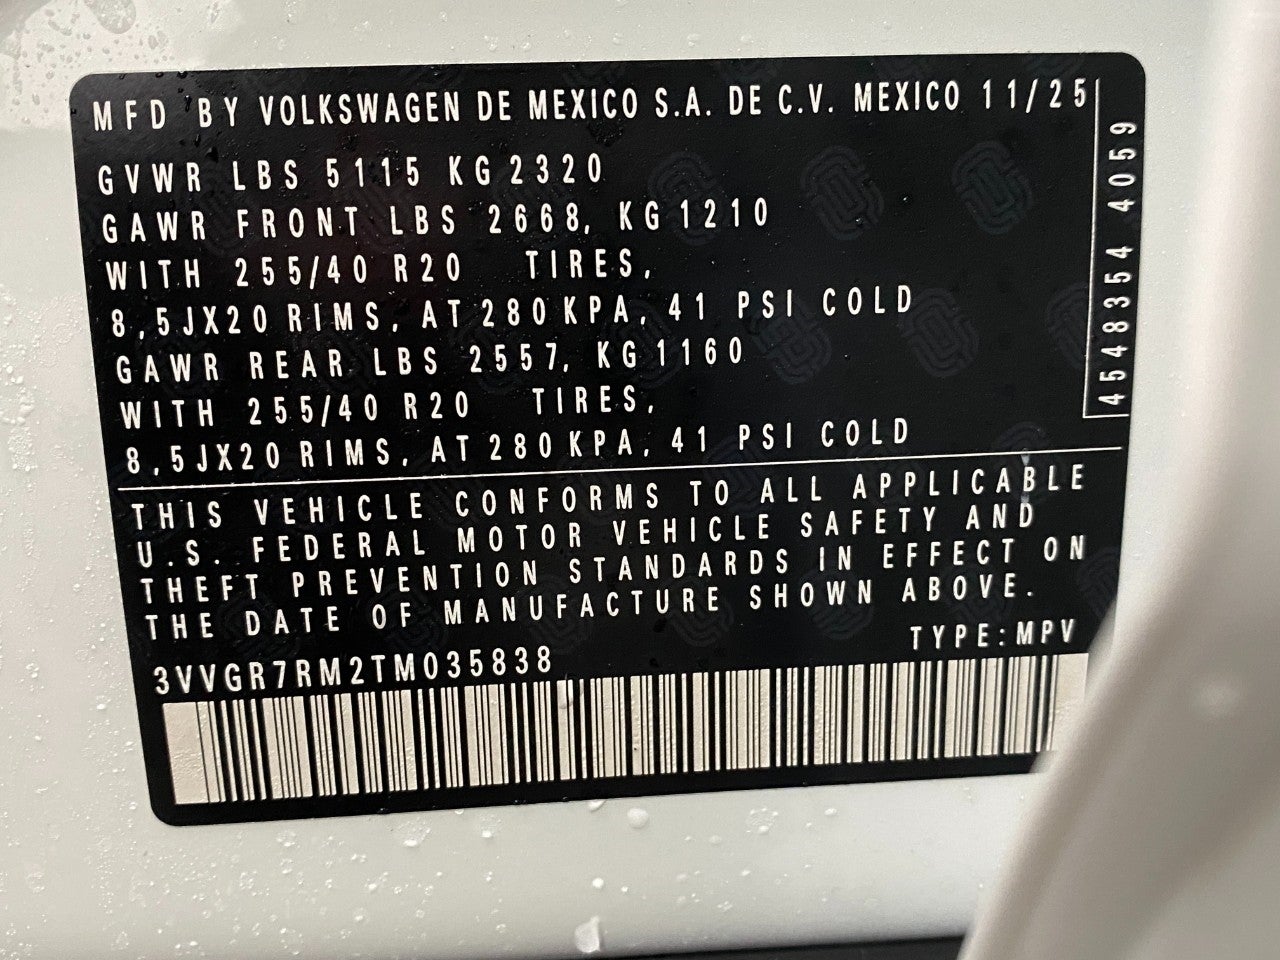 MFD BY VOLKSWAGEN DE MEXICO S.A. DE C.V. MEXICO 11/25
GVWR LBS 5115 KG 2320
GAWR FRONT LBS 2668, KG 1210
WITH 255/40 R20 TIRES,
8,5JX20 RIMS, AT 280 KPA, 41 PSI COLD
GAWR REAR LBS 2557, KG 1160
WITH 255/40 R20 TIRES,
8,5JX20 RIMS, AT 280 KPA, 41 PSI COLD
4548354 4059
THIS VEHICLE CONFORMS TO ALL APPLICABLE
U.S. FEDERAL MOTOR VEHICLE SAFETY AND
THEFT PREVENTION STANDARDS IN EFFECT ON
THE DATE OF MANUFACTURE SHOWN ABOVE.
TYPE:MPV
3VVGR7RM2TM035838